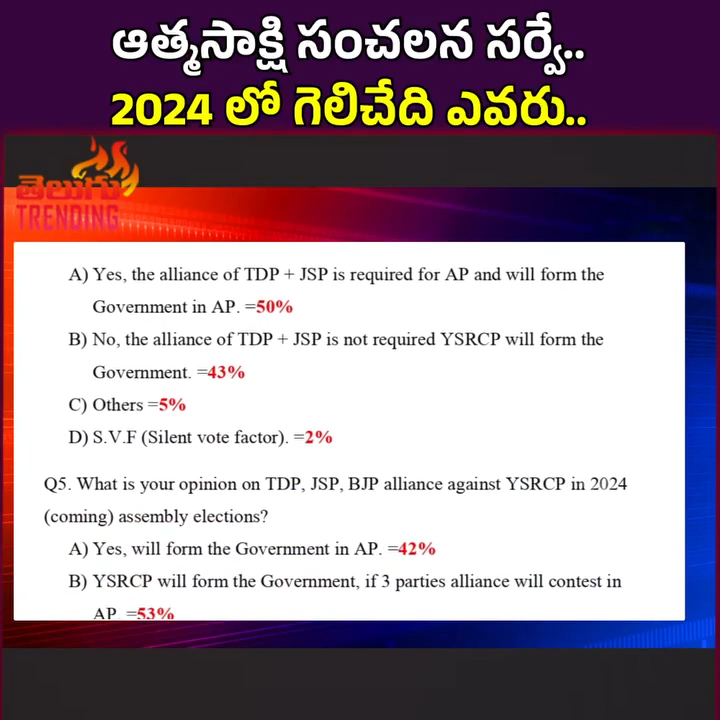 ఆత్మసాక్షి సంచలన సర్వే..
2024 లో గెలిచేది ఎవరు..
తెలుగు
TRENDING
A) Yes, the alliance of TDP + JSP is required for AP and will form the
Government in AP. =50%
B) No, the alliance of TDP + JSP is not required YSRCP will form the
Government. =43%
C) Others =5%
D) S.V.F (Silent vote factor). =2%
Q5. What is your opinion on TDP, JSP, BJP alliance against YSRCP in 2024
(coming) assembly elections?
A) Yes, will form the Government in AP. =42%
B) YSRCP will form the Government, if 3 parties alliance will contest in
AP. =53%